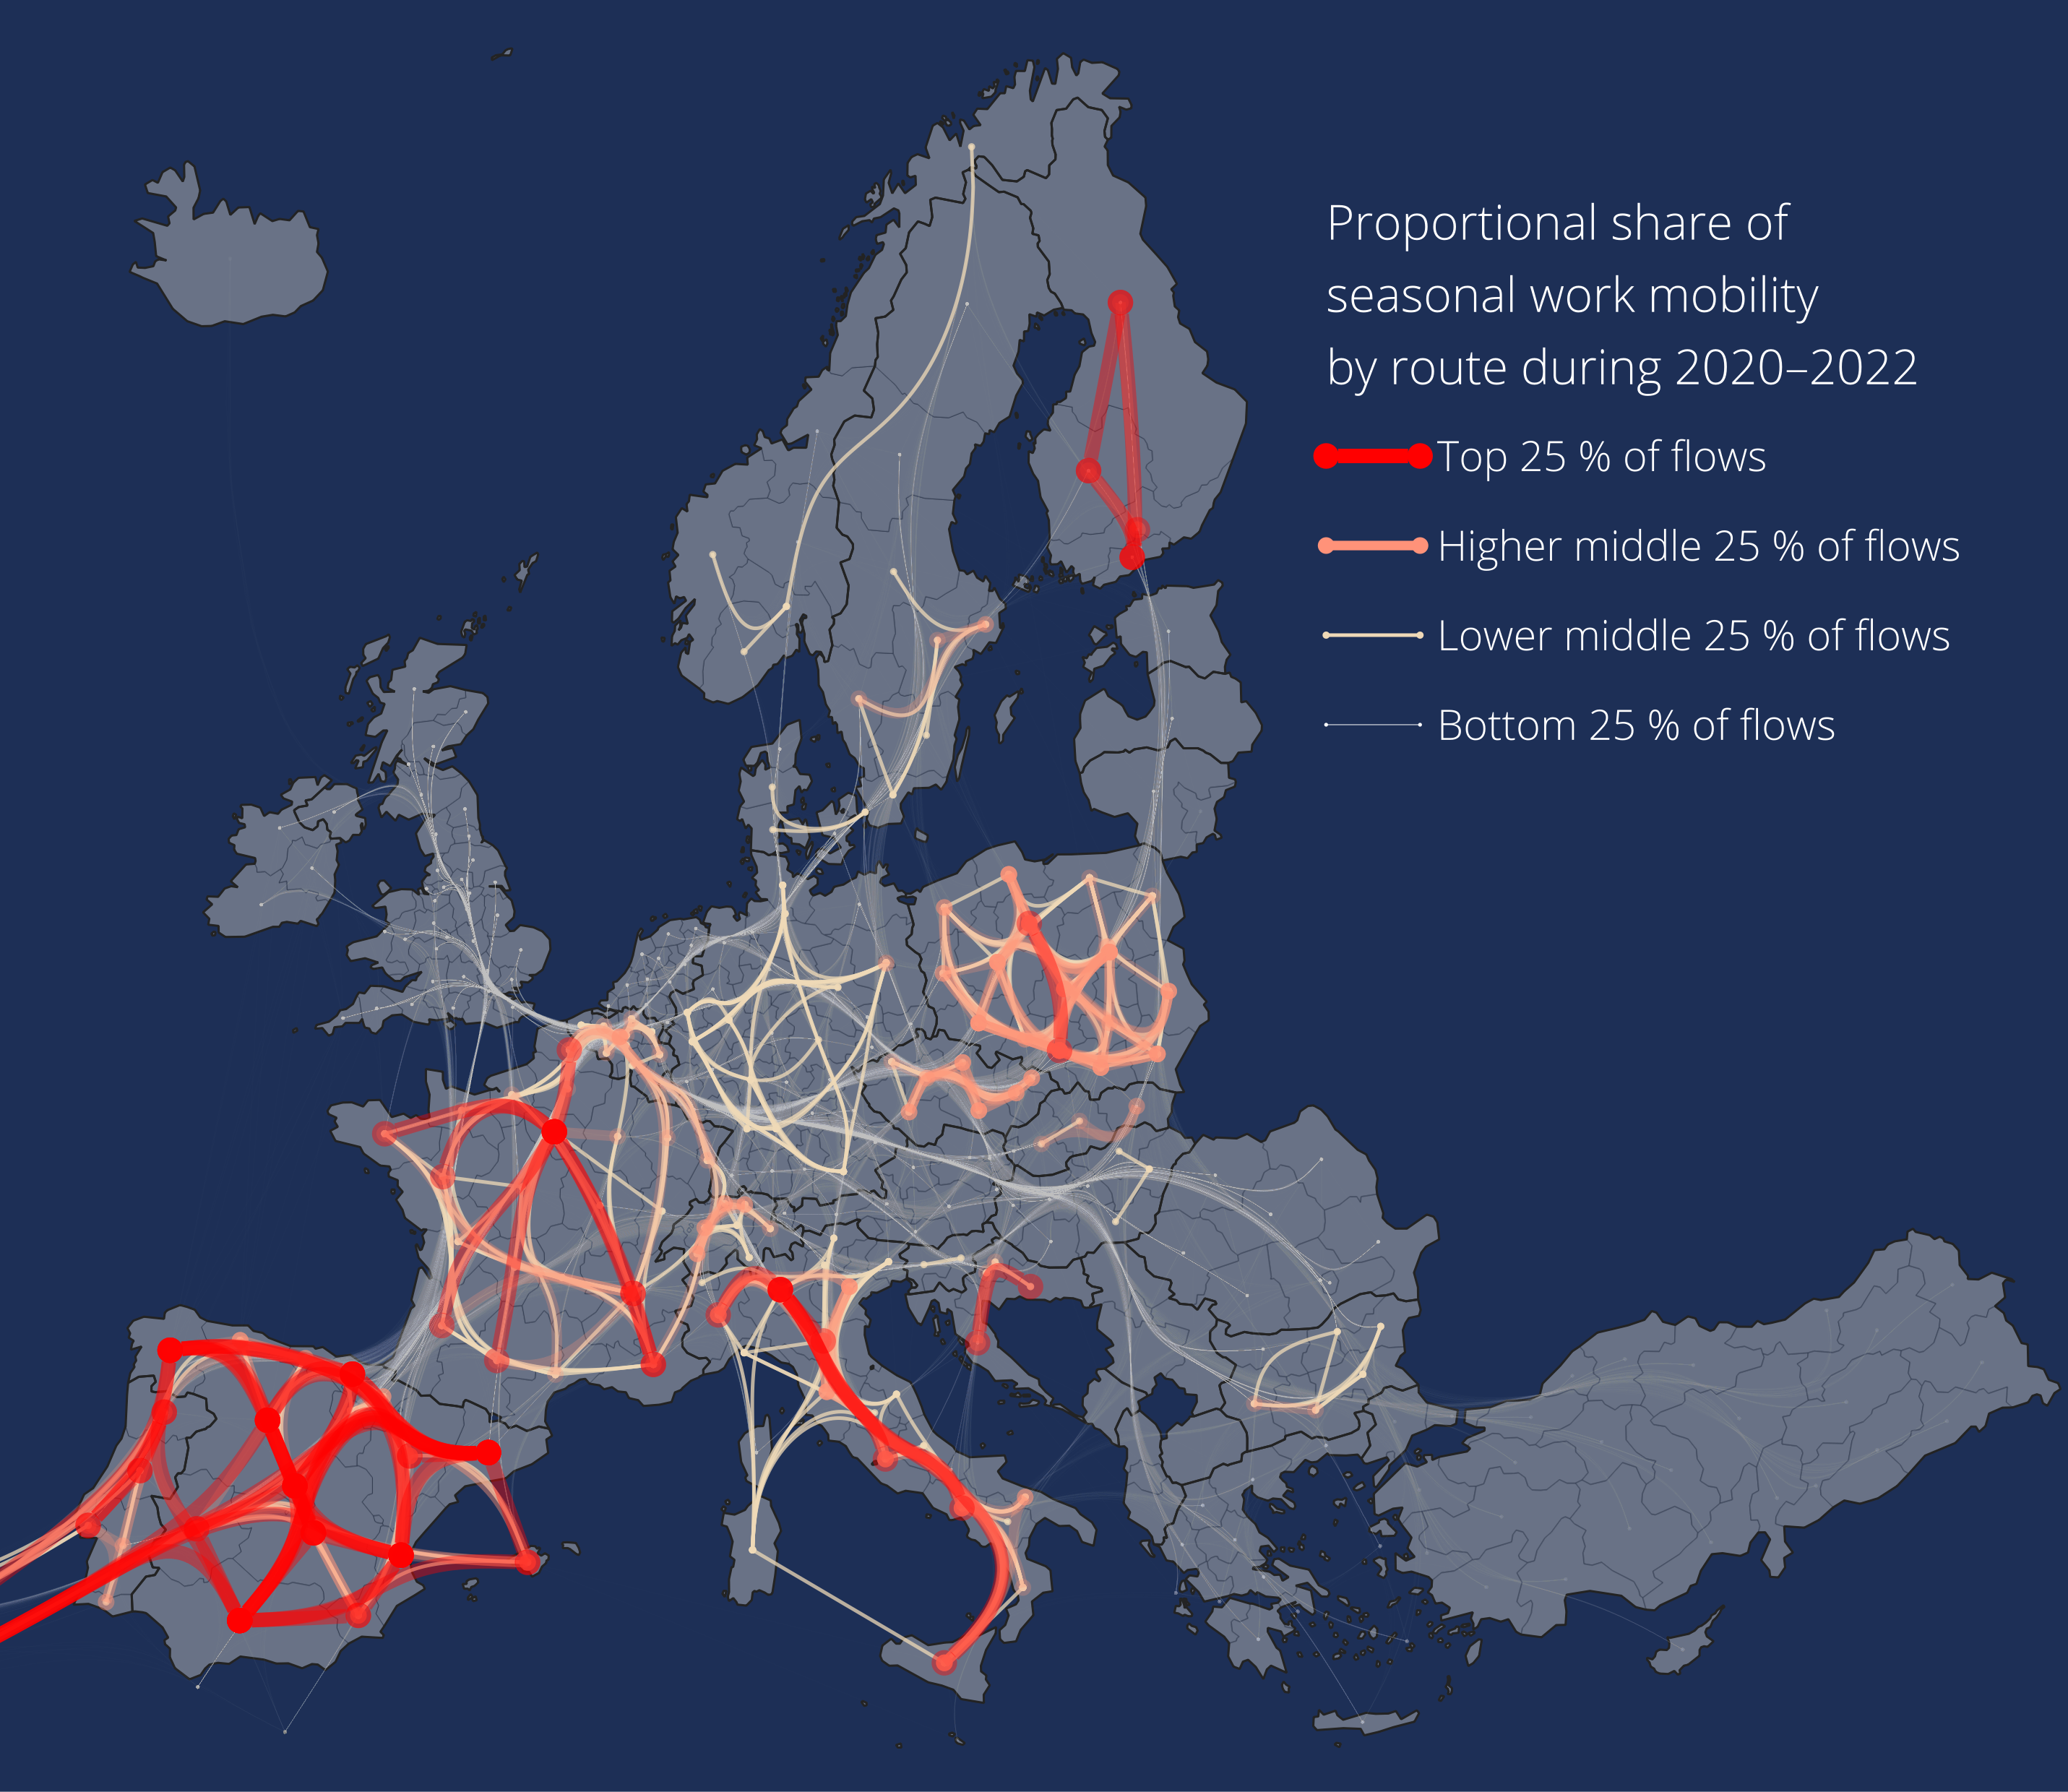 Proportional share of
seasonal work mobility
by route during 2020–2022
Top 25 % of flows
Higher middle 25 % of flows
Lower middle 25 % of flows
Bottom 25 % of flows